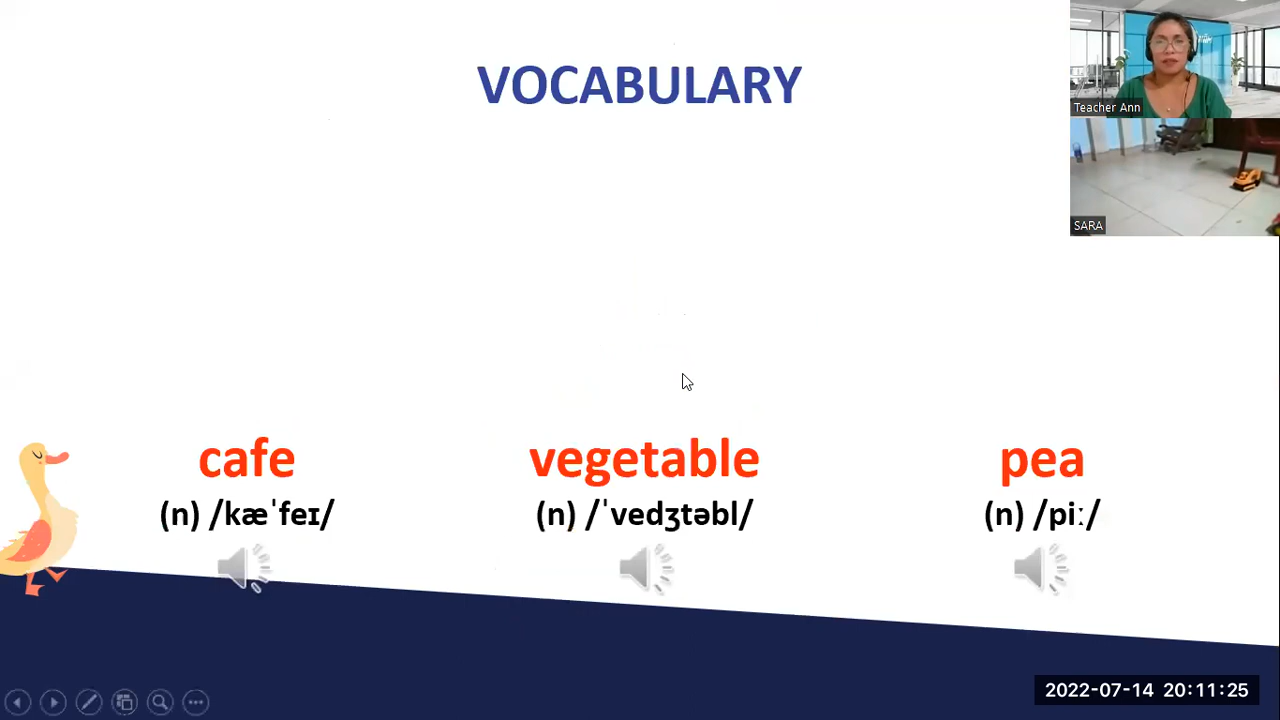 VOCABULARY
Teacher Ann
SARA
cafe
(n) /kæˈfeɪ/
vegetable
(n) /ˈvedʒtəbl/
pea
(n) /piː/
2022-07-14 20:11:25